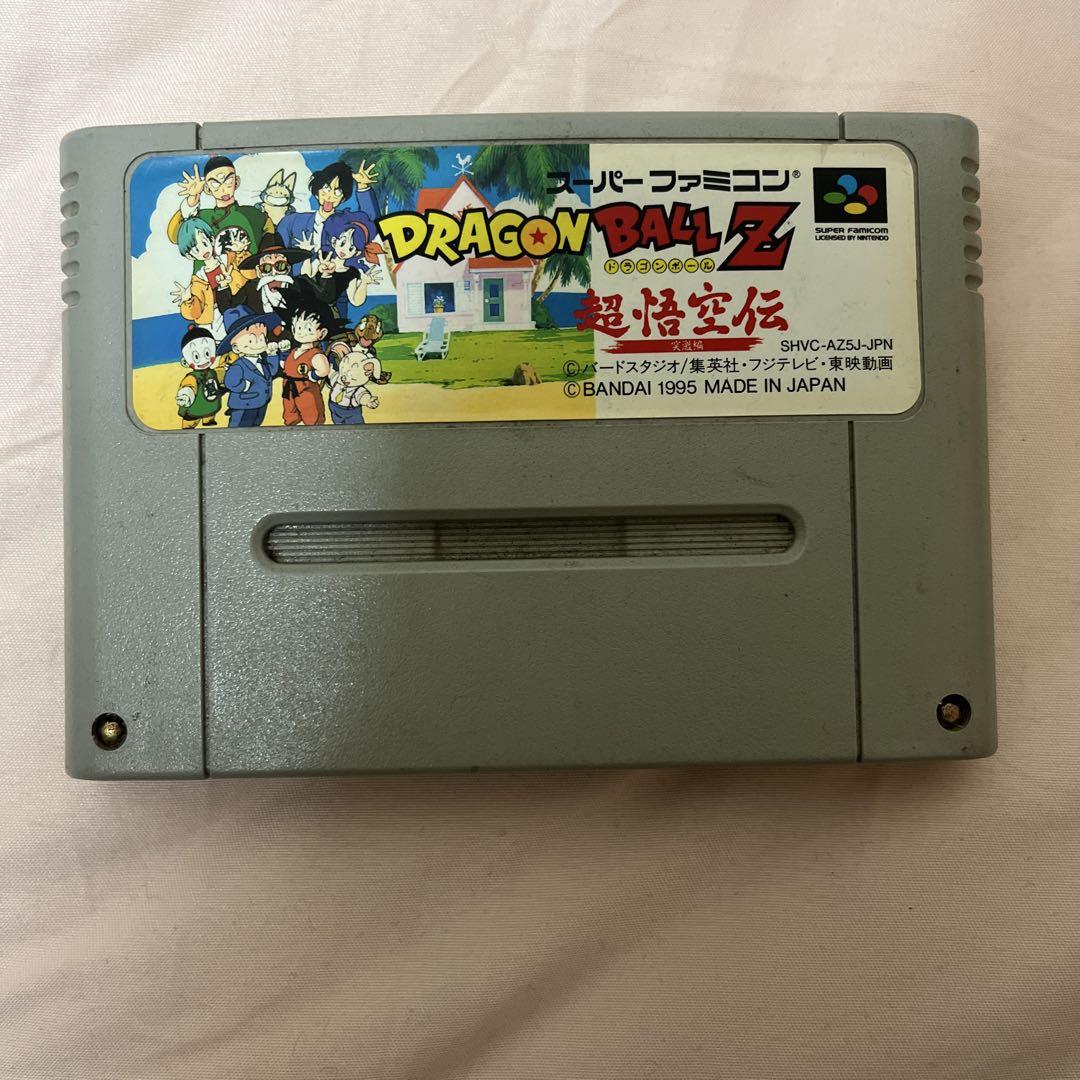 スーパーファミコン®
DRAGON BALL Z
ドラゴンボール
SUPER FAMICOM
LICENSED BY NINTENDO
超悟空伝
突激編
SHVC-AZ5J-JPN
©バードスタジオ/集英社・フジテレビ・東映動画
©BANDAI 1995 MADE IN JAPAN